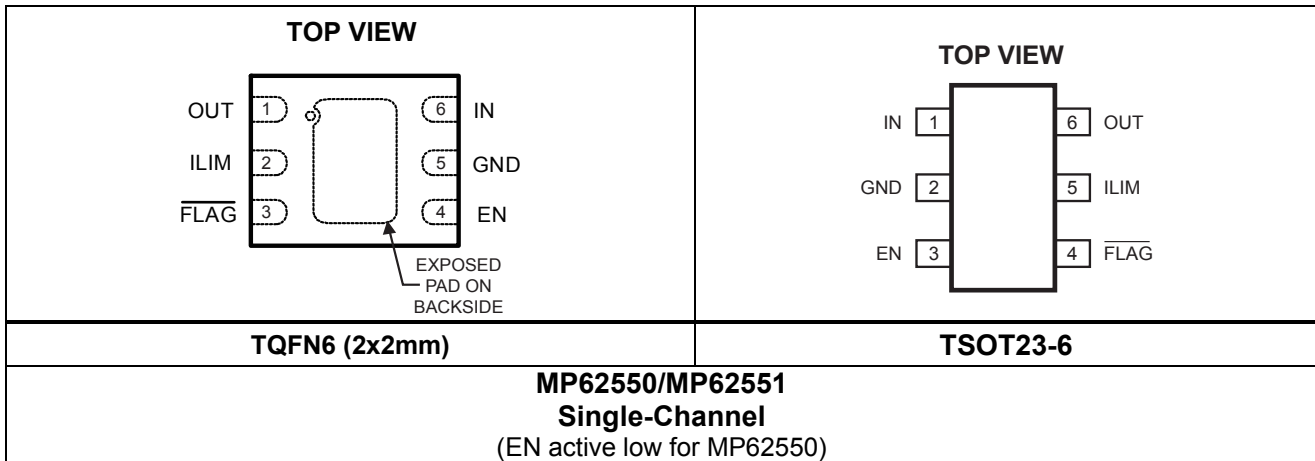 TOP VIEW
OUT 1
6 IN
ILIM 2
5 GND
FLAG 3
4 EN
EXPOSED
PAD ON
BACKSIDE
TOP VIEW
IN 1
6 OUT
GND 2
5 ILIM
EN 3
4 FLAG
TQFN6 (2x2mm)
TSOT23-6
MP62550/MP62551
Single-Channel
(EN active low for MP62550)